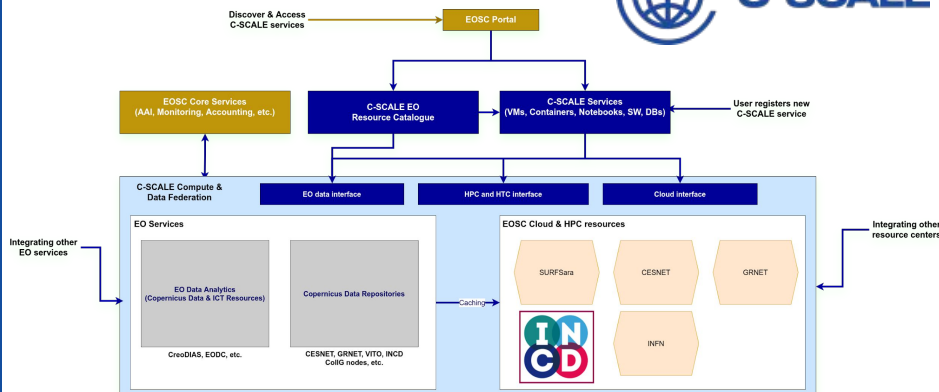 C-SCALE
Discover & Access
C-SCALE services
EOSC Portal
EOSC Core Services
(AAI, Monitoring, Accounting, etc.)
C-SCALE EO
Resource Catalogue
C-SCALE Services
(VMs, Containers, Notebooks, SW, DBs)
User registers new
C-SCALE service
C-SCALE Compute &
Data Federation
EO data interface
HPC and HTC interface
Cloud interface
Integrating other
EO services
EO Services
EO Data Analytics
(Copernicus Data & ICT Resources)
CreoDIAS, EODC, etc.
Copernicus Data Repositories
CESNET, GRNET, VITO, INCD
CollG nodes, etc.
Caching
EOSC Cloud & HPC resources
SURFSara
CESNET
GRNET
INCD
INFN
Integrating other
resource centers